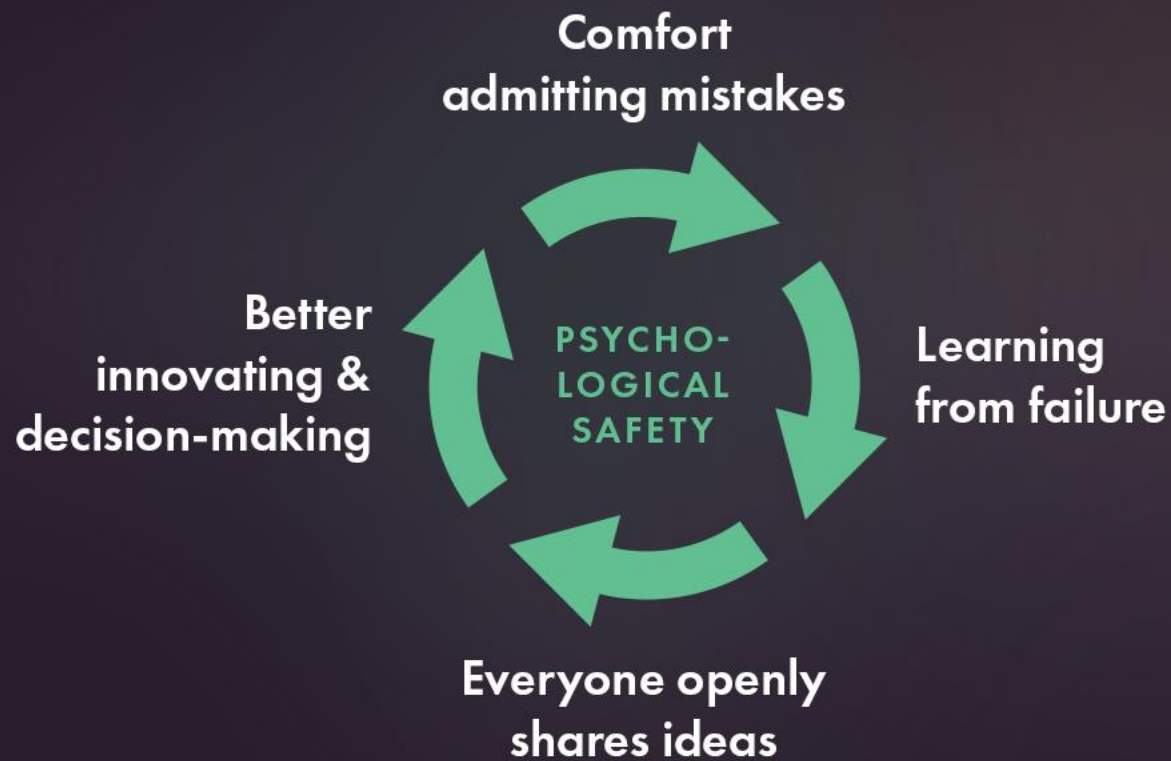 Comfort
admitting mistakes
Learning
from failure
Everyone openly
shares ideas
Better
innovating &
decision-making
PSYCHO-
LOGICAL
SAFETY